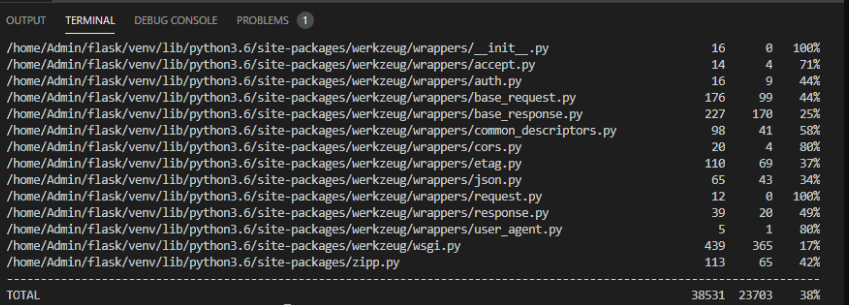 OUTPUT TERMINAL DEBUG CONSOLE PROBLEMS 1
/home/Admin/flask/venv/lib/python3.6/site-packages/werkzeug/wrappers/__init__.py 16 0 100%
/home/Admin/flask/venv/lib/python3.6/site-packages/werkzeug/wrappers/accept.py 14 4 71%
/home/Admin/flask/venv/lib/python3.6/site-packages/werkzeug/wrappers/auth.py 16 9 44%
/home/Admin/flask/venv/lib/python3.6/site-packages/werkzeug/wrappers/base_request.py 176 99 44%
/home/Admin/flask/venv/lib/python3.6/site-packages/werkzeug/wrappers/base_response.py 227 170 25%
/home/Admin/flask/venv/lib/python3.6/site-packages/werkzeug/wrappers/common_descriptors.py 98 41 58%
/home/Admin/flask/venv/lib/python3.6/site-packages/werkzeug/wrappers/cors.py 20 4 80%
/home/Admin/flask/venv/lib/python3.6/site-packages/werkzeug/wrappers/etag.py 110 69 37%
/home/Admin/flask/venv/lib/python3.6/site-packages/werkzeug/wrappers/json.py 65 43 34%
/home/Admin/flask/venv/lib/python3.6/site-packages/werkzeug/wrappers/request.py 12 0 100%
/home/Admin/flask/venv/lib/python3.6/site-packages/werkzeug/wrappers/response.py 39 20 49%
/home/Admin/flask/venv/lib/python3.6/site-packages/werkzeug/wrappers/user_agent.py 5 1 80%
/home/Admin/flask/venv/lib/python3.6/site-packages/werkzeug/wsgi.py 439 365 17%
/home/Admin/flask/venv/lib/python3.6/site-packages/zipp.py 113 65 42%
TOTAL 38531 23703 38%